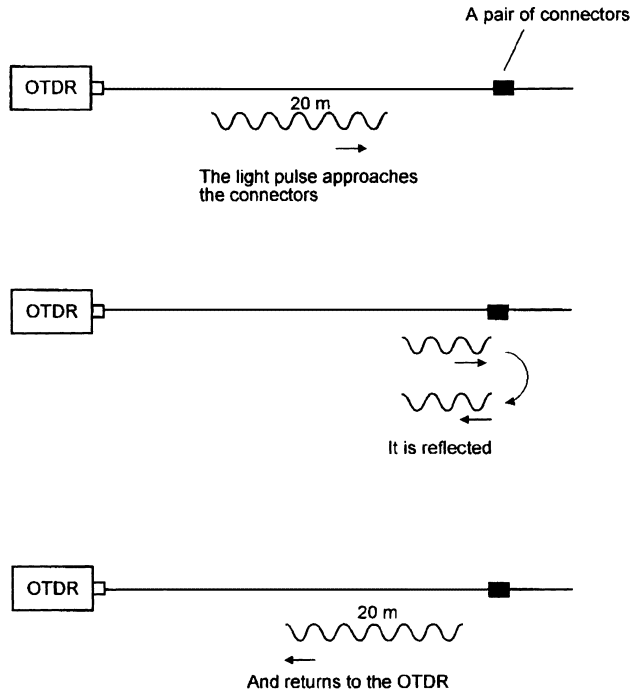 A pair of connectors
OTDR
20 m
The light pulse approaches
the connectors
OTDR
It is reflected
OTDR
20 m
And returns to the OTDR